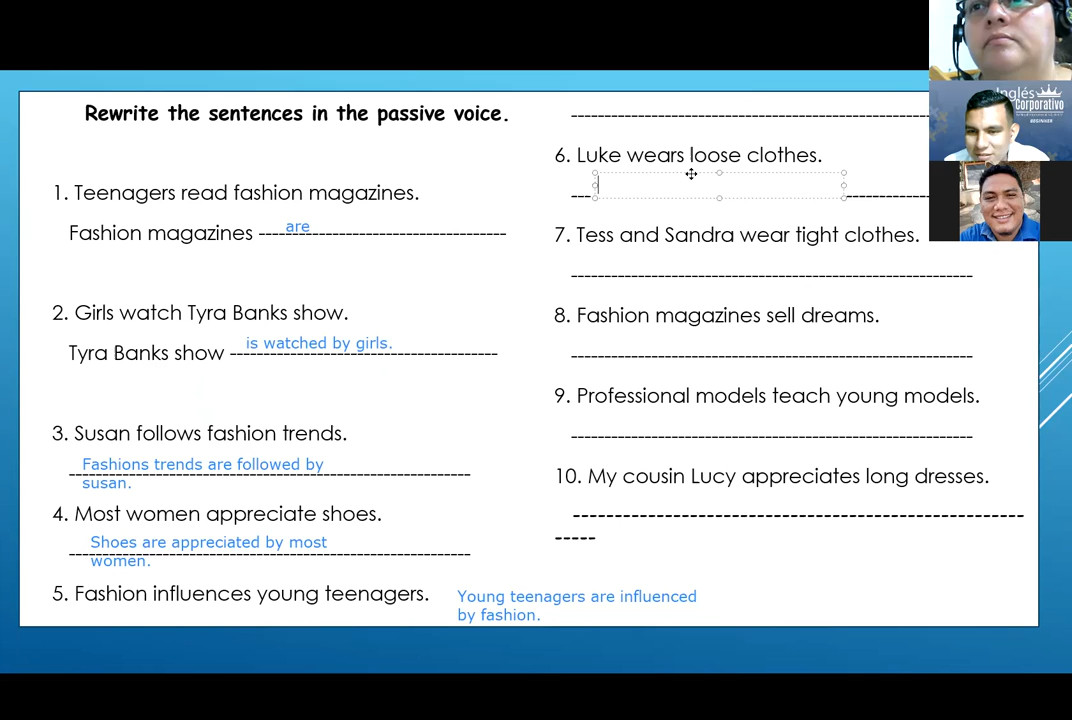 Rewrite the sentences in the passive voice.
1. Teenagers read fashion magazines.
Fashion magazines are
2. Girls watch Tyra Banks show.
Tyra Banks show is watched by girls.
3. Susan follows fashion trends.
Fashions trends are followed by
susan.
4. Most women appreciate shoes.
Shoes are appreciated by most
women.
5. Fashion influences young teenagers.
Young teenagers are influenced
by fashion.
6. Luke wears loose clothes.
7. Tess and Sandra wear tight clothes.
8. Fashion magazines sell dreams.
9. Professional models teach young models.
10. My cousin Lucy appreciates long dresses.
Inglés
Corporativo
BEGINNER